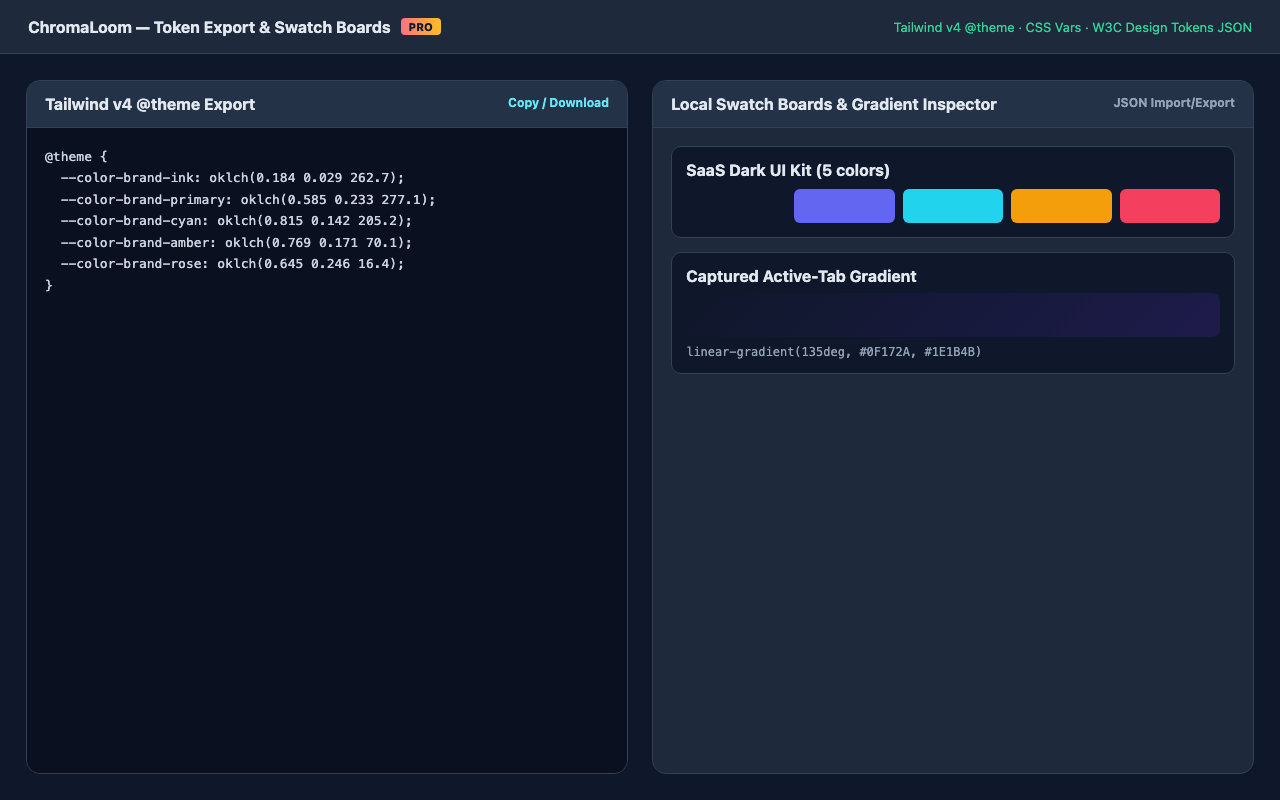 ChromaLoom — Token Export & Swatch Boards PRO
Tailwind v4 @theme · CSS Vars · W3C Design Tokens JSON
Tailwind v4 @theme Export
Copy / Download
@theme {
  --color-brand-ink: oklch(0.184 0.029 262.7);
  --color-brand-primary: oklch(0.585 0.233 277.1);
  --color-brand-cyan: oklch(0.815 0.142 205.2);
  --color-brand-amber: oklch(0.769 0.171 70.1);
  --color-brand-rose: oklch(0.645 0.246 16.4);
}
Local Swatch Boards & Gradient Inspector
JSON Import/Export
SaaS Dark UI Kit (5 colors)
Captured Active-Tab Gradient
linear-gradient(135deg, #0F172A, #1E1B4B)